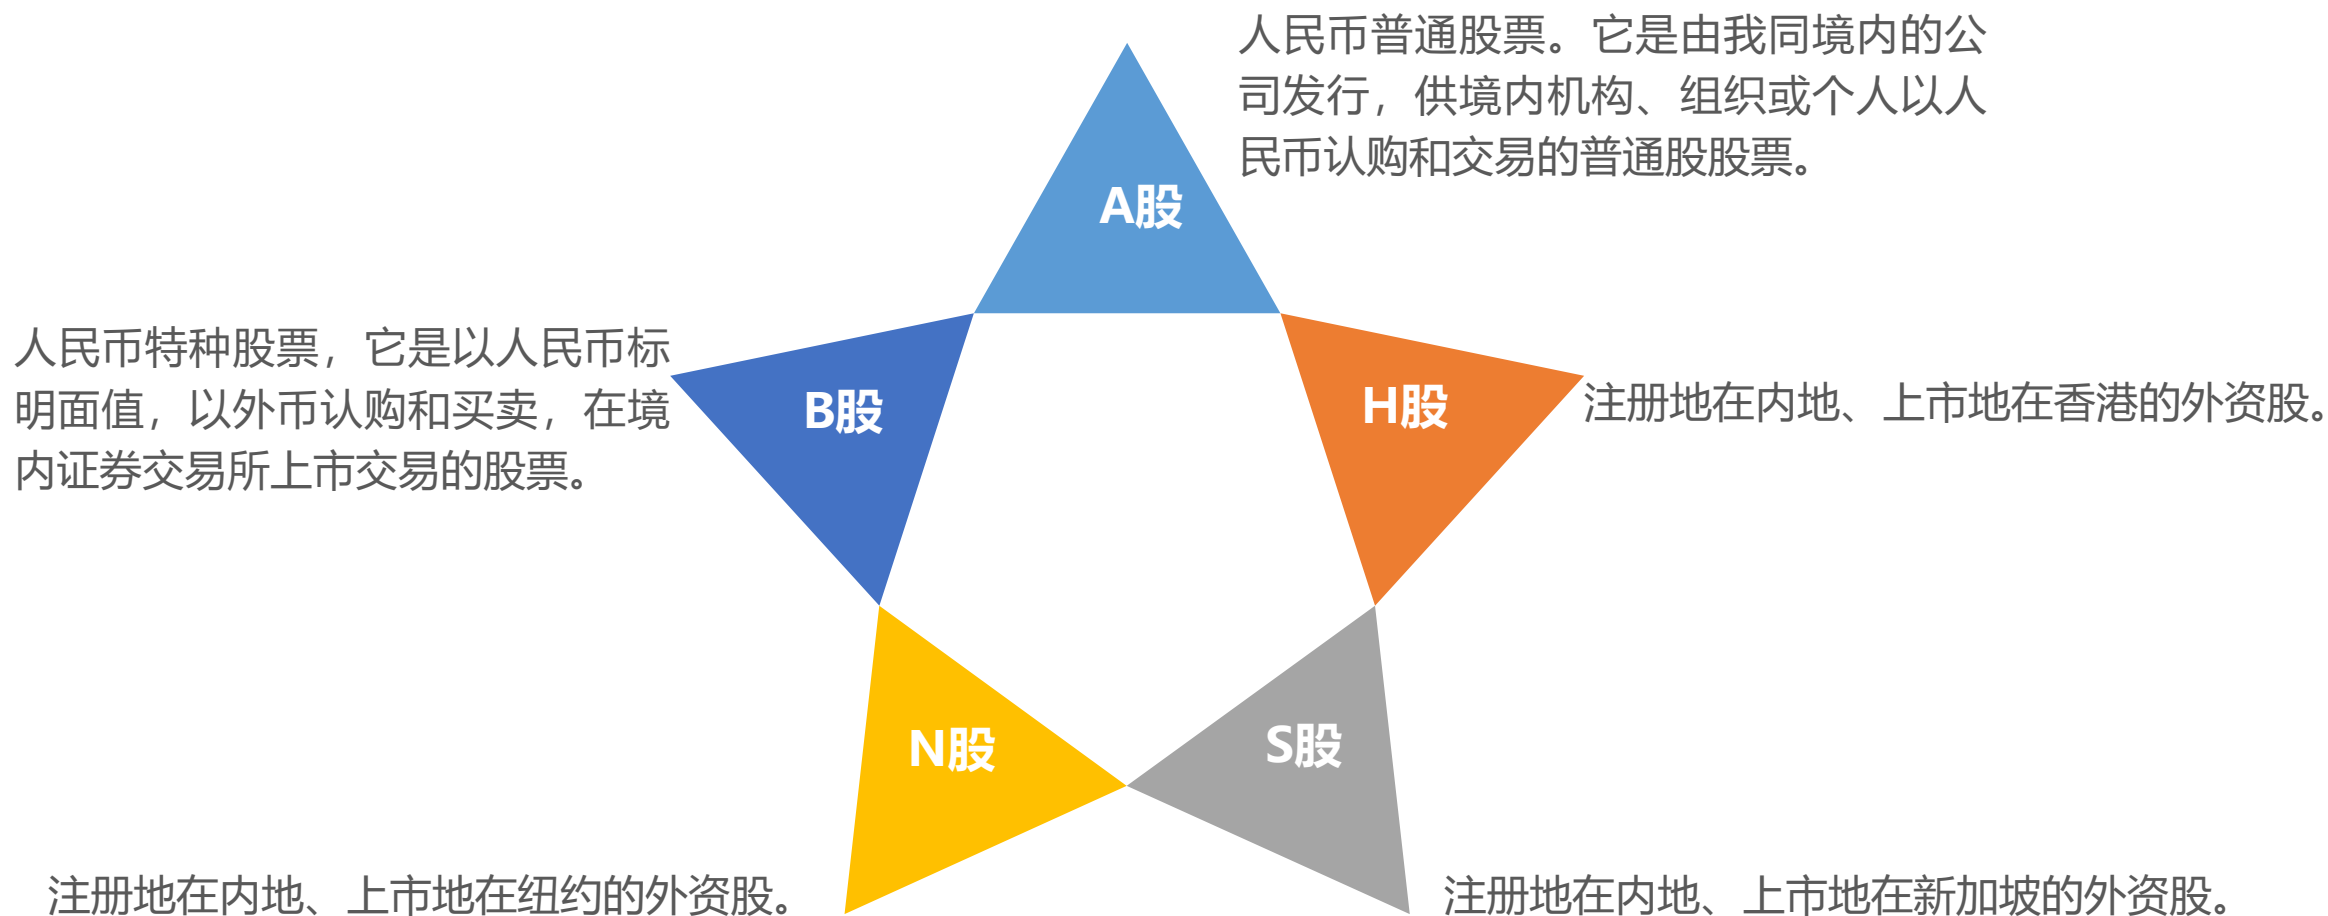 人民币普通股票。它是由我同境内的公
司发行，供境内机构、组织或个人以人
民币认购和交易的普通股股票。
A股
人民币特种股票，它是以人民币标
明面值，以外币认购和买卖，在境
内证券交易所上市交易的股票。
B股
H股
注册地在内地、上市地在香港的外资股。
N股
S股
注册地在内地、上市地在纽约的外资股。
注册地在内地、上市地在新加坡的外资股。